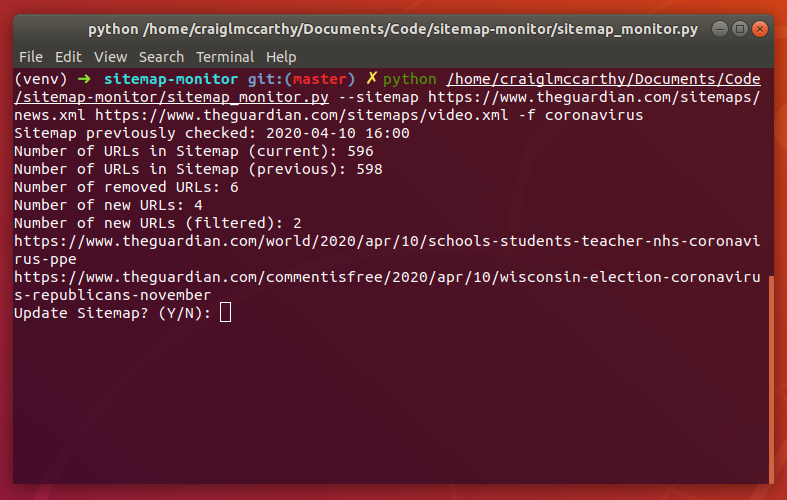 python /home/craiglmccarthy/Documents/Code/sitemap-monitor/sitemap_monitor.py
File Edit View Search Terminal Help
(venv) ➜ sitemap-monitor git:(master) ✗ python /home/craiglmccarthy/Documents/Code
/sitemap-monitor/sitemap_monitor.py --sitemap https://www.theguardian.com/sitemaps/
news.xml https://www.theguardian.com/sitemaps/video.xml -f coronavirus
Sitemap previously checked: 2020-04-10 16:00
Number of URLs in Sitemap (current): 596
Number of URLs in Sitemap (previous): 598
Number of removed URLs: 6
Number of new URLs: 4
Number of new URLs (filtered): 2
https://www.theguardian.com/world/2020/apr/10/schools-students-teacher-nhs-coronavi
rus-ppe
https://www.theguardian.com/commentisfree/2020/apr/10/wisconsin-election-coronaviru
s-republicans-november
Update Sitemap? (Y/N):